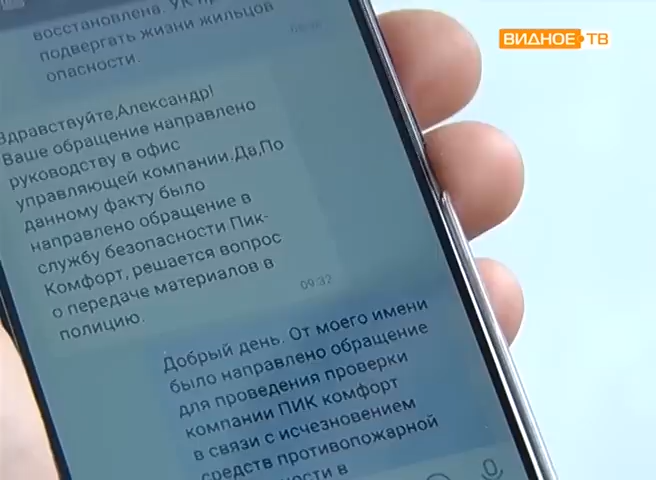 ВИДНОЕ ТВ
восстановлена. УК
подвергать жизни жильцов
опасности.
Здравствуйте,Александр!
Ваше обращение направлено
руководству в офис
управляющей компании.Дв,По
данному факту было
направлено обращение в
службу безопасности Пик-
Комфорт, решается вопрос
о передаче материалов в
полицию.
09:32
Добрый день. От моего имени
было направлено обращение
для проведения проверки
компании ПИК комфорт
в связи с исчезновением
средств противопожарной